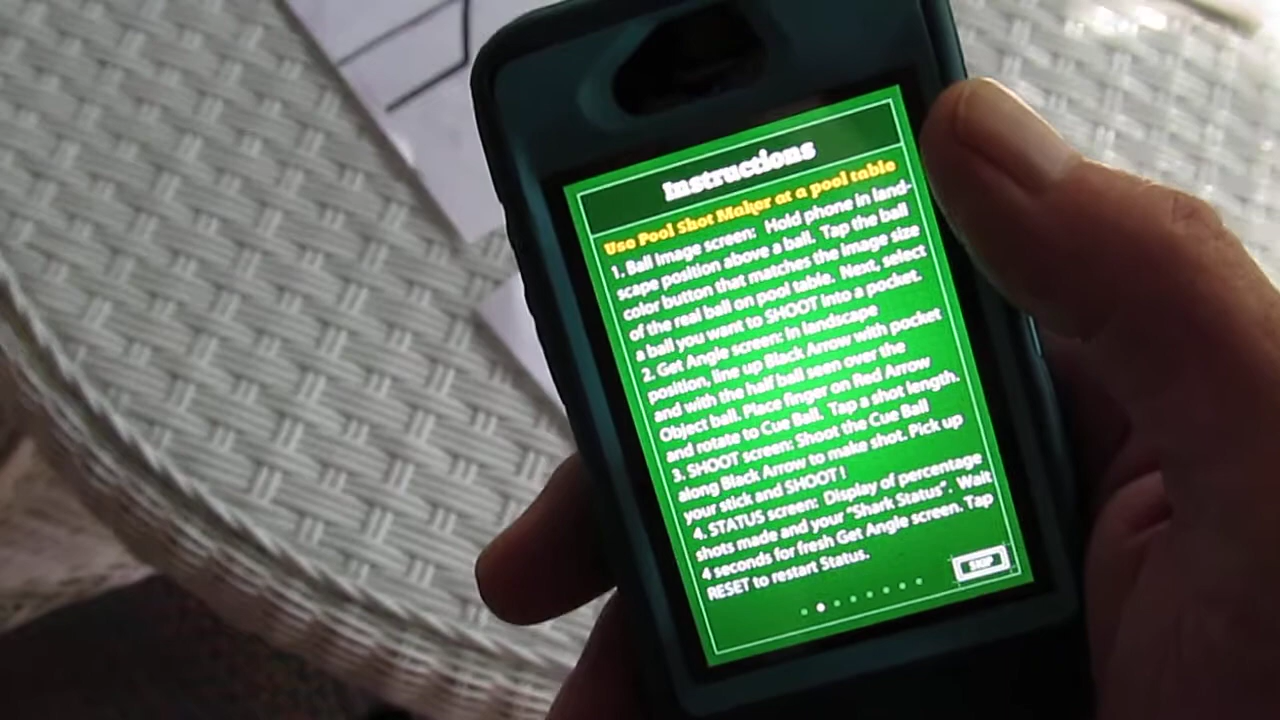 Instructions
Use Pool Shot Maker at a pool table
1. Ball Image screen: Hold phone in land-
scape position above a ball. Tap the ball
color button that matches the image size
of the real ball on pool table. Next, select
a ball you want to SHOOT into a pocket.
2. Get Angle screen: In landscape
position, line up Black Arrow with pocket
and with the half ball seen over the
Object ball. Place finger on Red Arrow
and rotate to Cue Ball. Tap a shot length.
3. SHOOT screen: Shoot the Cue Ball
along Black Arrow to make shot. Pick up
your stick and SHOOT!
4. STATUS screen: Display of percentage
shots made and your "Shark Status". Wait
4 seconds for fresh Get Angle screen. Tap
RESET to restart Status.
SKIP